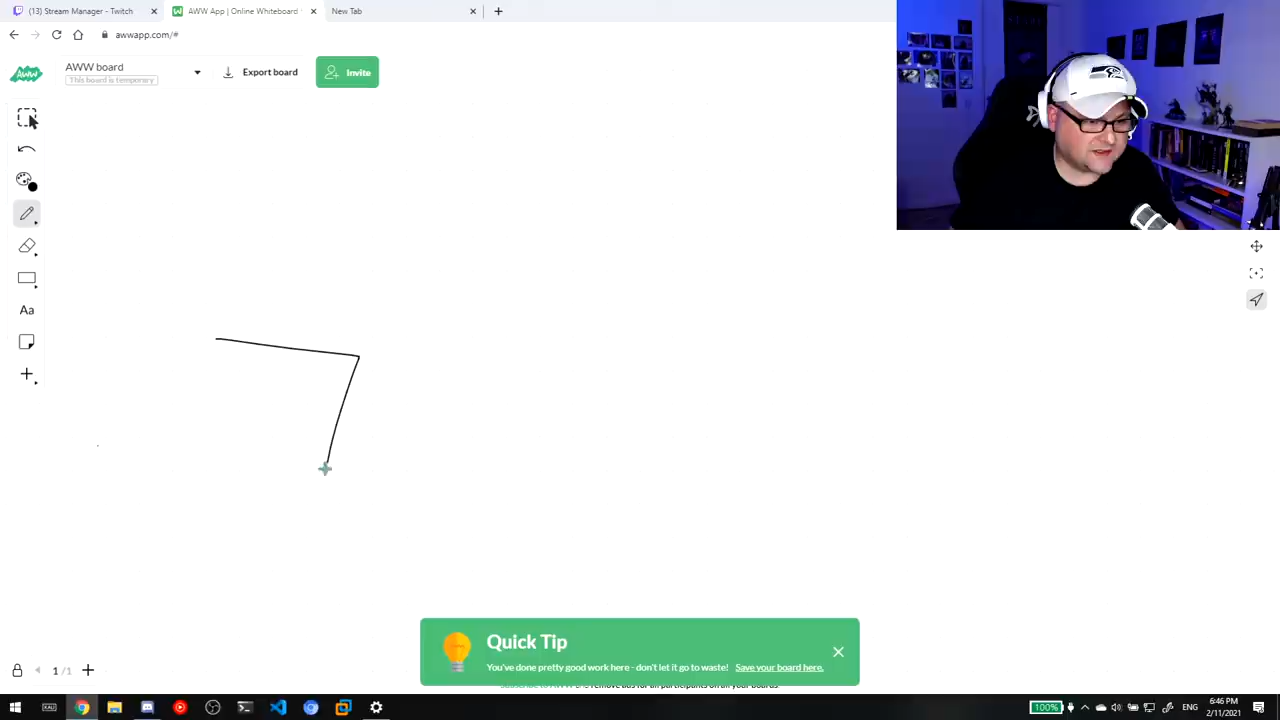 (13) Stream Manager - Twitch
AWW App | Online Whiteboard
New Tab
awwapp.com/#
AWW
AWW board
This board is temporary
Export board
Invite
Aa
Quick Tip
You've done pretty good work here - don't let it go to waste! Save your board here.
1 /1
100%
ENG
6:46 PM
2/11/2021